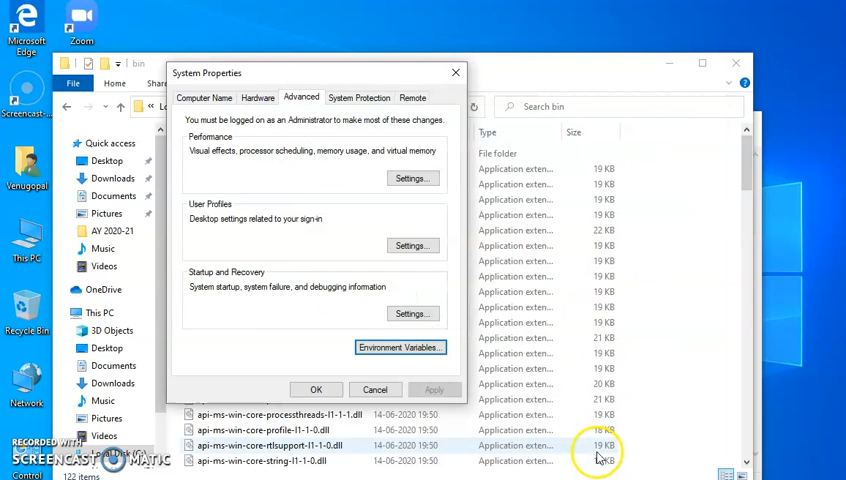 Microsoft
Edge
Zoom
Screencast-...
Venugopal
This PC
Recycle Bin
Network
Control
bin
File
Home
Share
Search bin
Quick access
Desktop
Downloads
Documents
Pictures
AY 2020-21
Music
Videos
OneDrive
This PC
3D Objects
Desktop
Documents
Downloads
Music
Pictures
Videos
Local Disk (C:)
122 items
System Properties
Computer Name
Hardware
Advanced
System Protection
Remote
You must be logged on as an Administrator to make most of these changes.
Performance
Visual effects, processor scheduling, memory usage, and virtual memory
Settings...
User Profiles
Desktop settings related to your sign-in
Settings...
Startup and Recovery
System startup, system failure, and debugging information
Settings...
Environment Variables...
OK
Cancel
Apply
Type
Size
File folder
Application exten... 19 KB
Application exten... 19 KB
Application exten... 19 KB
Application exten... 19 KB
Application exten... 22 KB
Application exten... 19 KB
Application exten... 19 KB
Application exten... 19 KB
Application exten... 19 KB
Application exten... 19 KB
Application exten... 19 KB
Application exten... 21 KB
Application exten... 19 KB
Application exten... 19 KB
Application exten... 20 KB
Application exten... 21 KB
api-ms-win-core-processthreads-l1-1-1.dll 14-06-2020 19:50 Application exten... 19 KB
api-ms-win-core-profile-l1-1-0.dll 14-06-2020 19:50 Application exten... 18 KB
api-ms-win-core-rtlsupport-l1-1-0.dll 14-06-2020 19:50 Application exten... 19 KB
api-ms-win-core-string-l1-1-0.dll 14-06-2020 19:50 Application exten... KB
RECORDED WITH
SCREENCAST MATIC